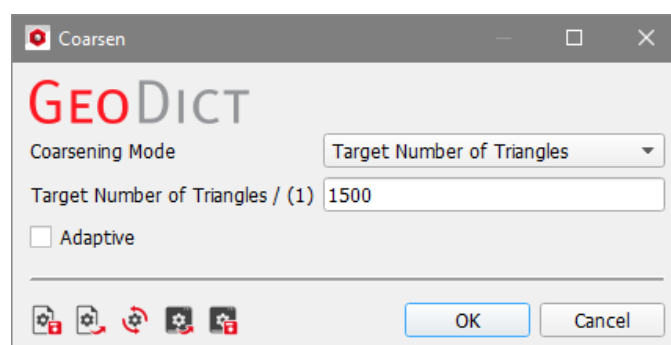 Coarsen
GEODICT
Coarsening Mode Target Number of Triangles
Target Number of Triangles / (1) 1500
Adaptive
OK Cancel